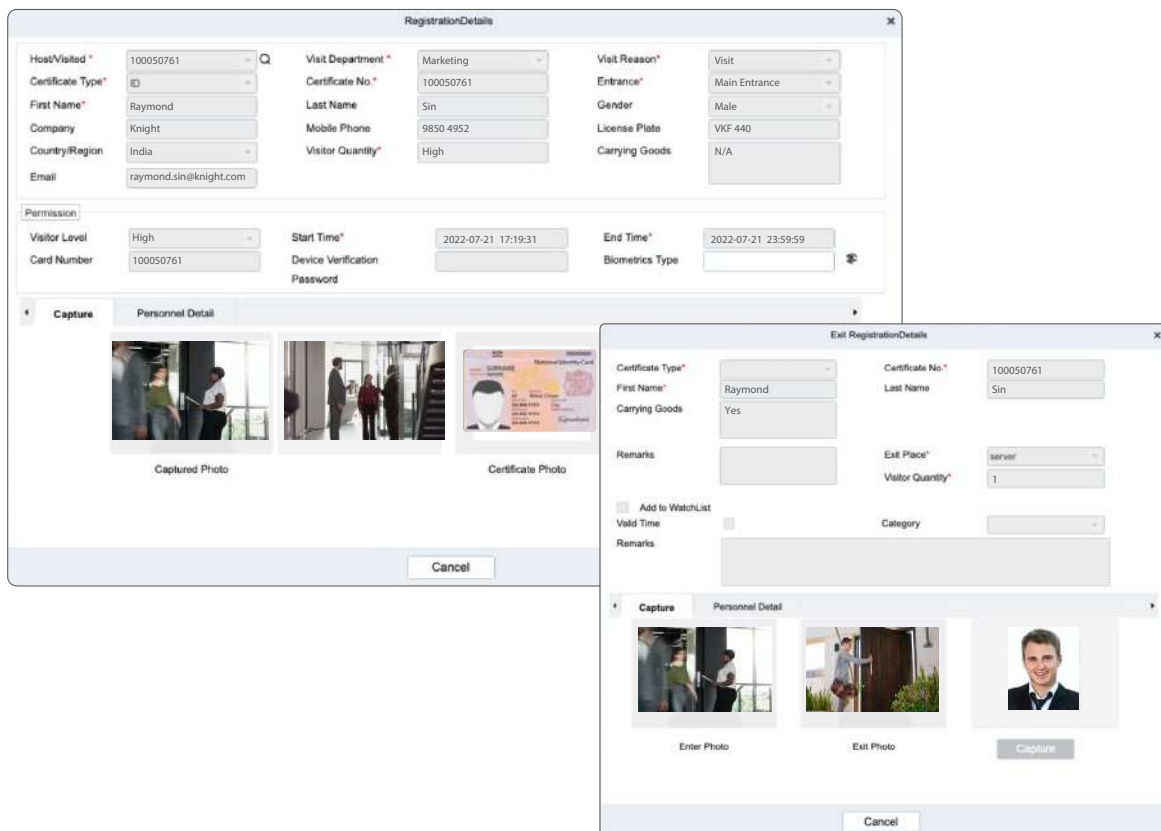 RegistrationDetails
Host/Visited * 100050761 Visit Department * Marketing Visit Reason* Visit
Certificate Type* ID Certificate No.* 100050761 Entrance* Main Entrance
First Name* Raymond Last Name Sin Gender Male
Company Knight Mobile Phone 9850 4952 License Plate VKF 440
Country/Region India Visitor Quantity* High Carrying Goods N/A
Email raymond.sin@knight.com
Permission
Visitor Level High Start Time* 2022-07-21 17:19:31 End Time* 2022-07-21 23:59:59
Card Number 100050761 Device Verification Password Biometrics Type
Capture Personnel Detail
National Identity Card
SURNAME
Captured Photo Certificate Photo
Cancel
Exit RegistrationDetails
Certificate Type* Certificate No.* 100050761
First Name* Raymond Last Name Sin
Carrying Goods Yes
Remarks Exit Place* server
Visitor Quantity* 1
Add to WatchList
Valid Time Category
Remarks
Capture Personnel Detail
Enter Photo Exit Photo Capture
Cancel